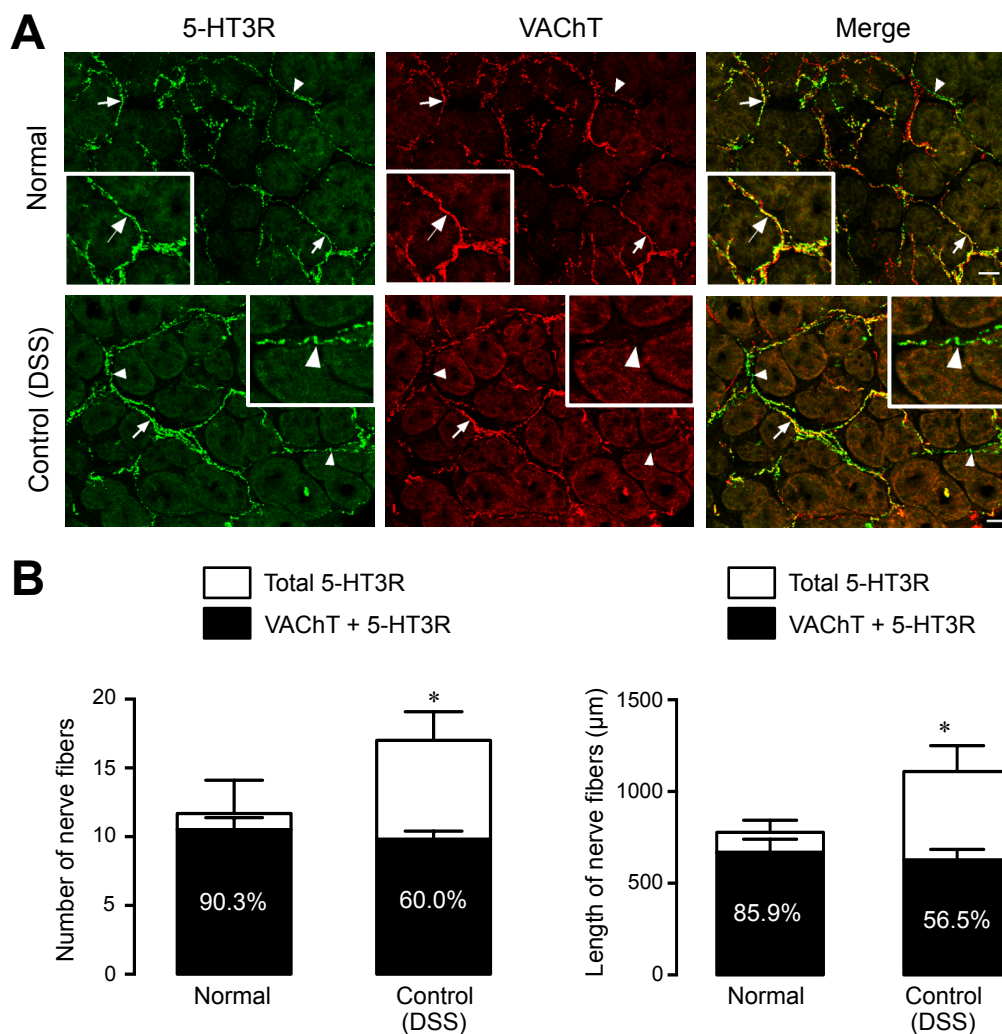 A
5-HT3R
VAChT
Merge
Normal
Control (DSS)
B
Total 5-HT3R
VAChT + 5-HT3R
Number of nerve fibers
20
15
10
5
0
*
90.3%
60.0%
Normal
Control
(DSS)
Total 5-HT3R
VAChT + 5-HT3R
Length of nerve fibers (µm)
1500
1000
500
0
*
85.9%
56.5%
Normal
Control
(DSS)